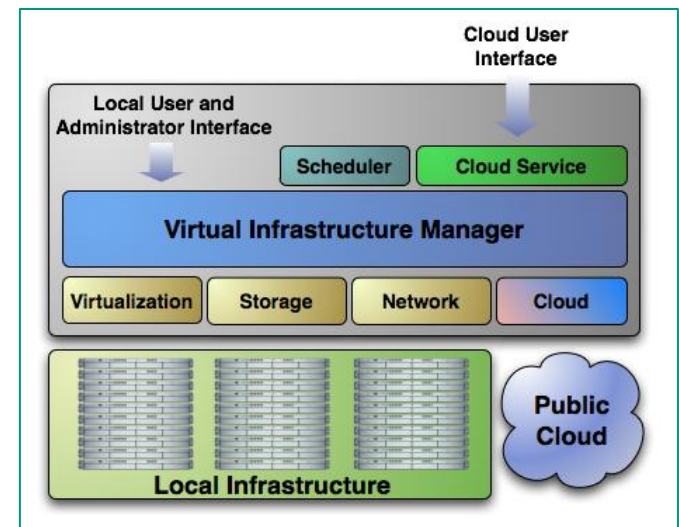 Cloud User
Interface
Local User and
Administrator Interface
Scheduler
Cloud Service
Virtual Infrastructure Manager
Virtualization
Storage
Network
Cloud
Public
Cloud
Local Infrastructure